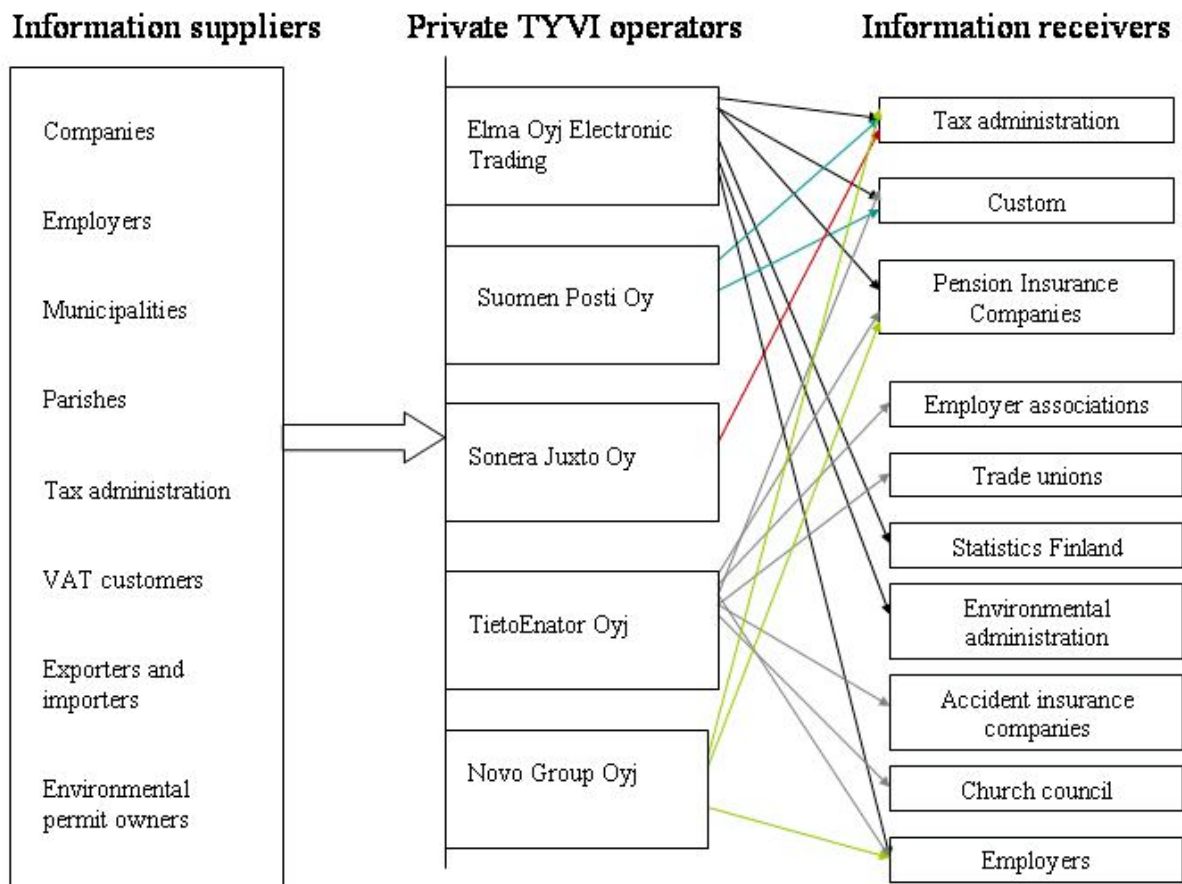 Information suppliers
Private TYVI operators
Information receivers
Companies
Employers
Municipalities
Parishes
Tax administration
VAT customers
Exporters and
importers
Environmental
permit owners
Elma Oyj Electronic
Trading
Suomen Posti Oy
Sonera Juxto Oy
TietoEnator Oyj
Novo Group Oyj
Tax administration
Custom
Pension Insurance
Companies
Employer associations
Trade unions
Statistics Finland
Environmental
administration
Accident insurance
companies
Church council
Employers